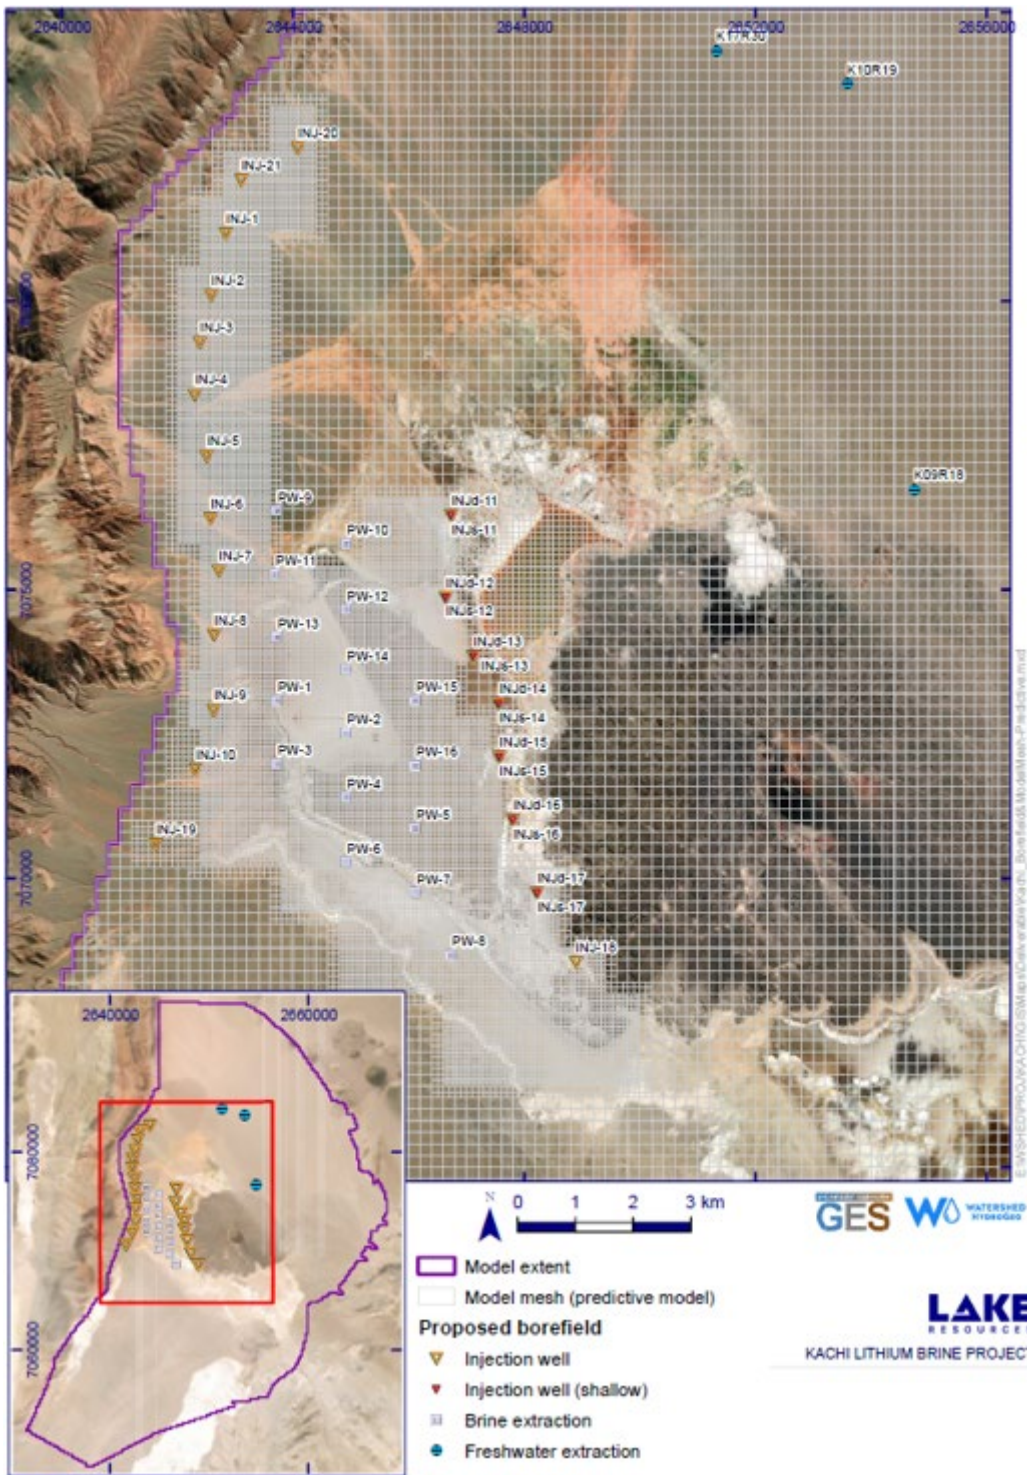 2640000
2644000
2648000
2652000
2656000
K17R30
K10R19
INJ-20
INJ-21
INJ-1
INJ-2
INJ-3
INJ-4
INJ-5
K09R18
PW-9
INJd-11
INJ-6
INJs-11
PW-10
INJ-7
PW-11
INJd-12
7075000
PW-12
INJs-12
INJ-8
PW-13
INJd-13
PW-14
INJs-13
INJ-9
PW-1
PW-15
INJd-14
INJs-14
PW-2
INJ-10
PW-3
PW-16
INJd-15
INJs-15
PW-4
INJd-16
PW-5
INJ-19
INJs-16
PW-6
7070000
PW-7
INJd-17
INJs-17
PW-8
INJ-18
2640000
2660000
7080000
7060000
N
0 1 2 3 km
GES
WATERSHED
HYDROGEO
Model extent
Model mesh (predictive model)
Proposed borefield
Injection well
Injection well (shallow)
Brine extraction
Freshwater extraction
LAKE
RESOURCES
KACHI LITHIUM BRINE PROJECT